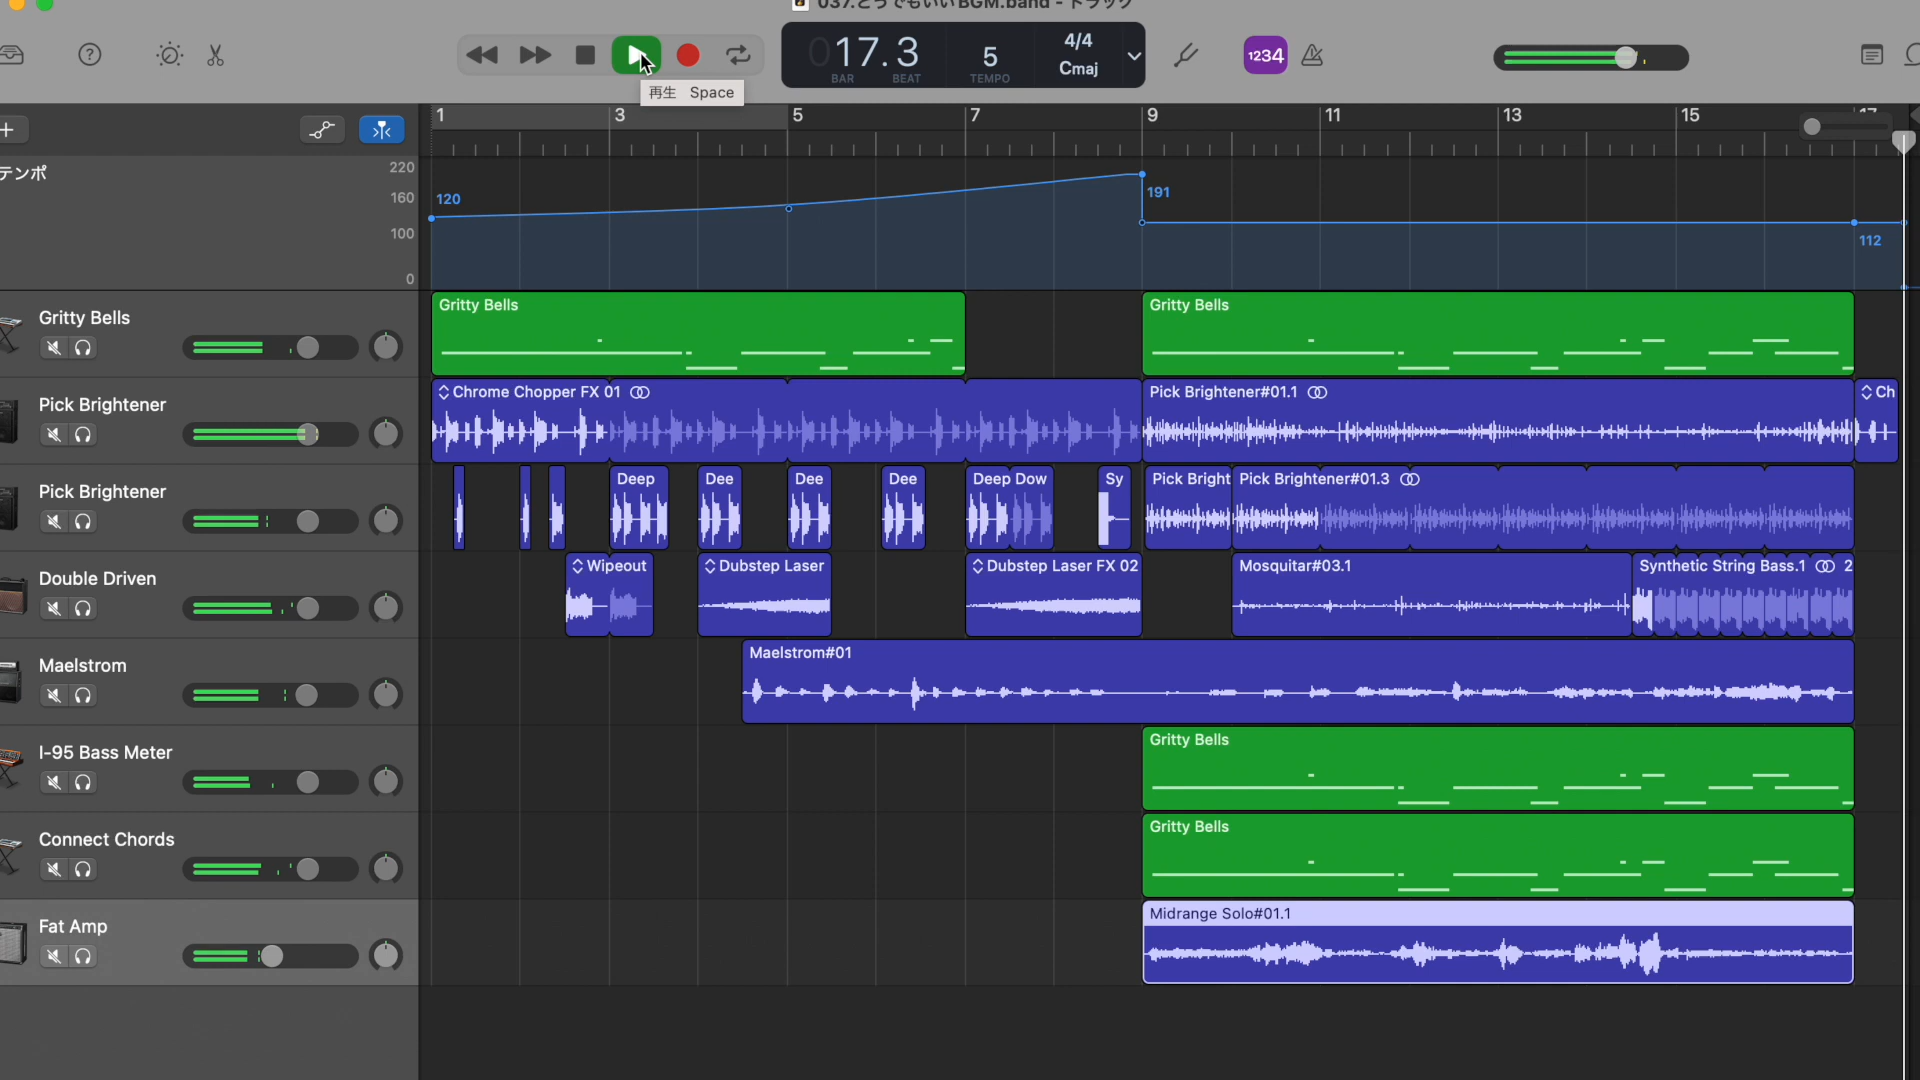 037.どうでもいいBGM.band - トラック
017.3
BAR BEAT
5
TEMPO
4/4
Cmaj
1234
再生 Space
1 3 5 7 9 11 13 15 17
テンポ
220
160
100
0
120
191
112
Gritty Bells
Gritty Bells
Gritty Bells
Pick Brightener
Chrome Chopper FX 01
Pick Brightener#01.1
Ch
Pick Brightener
Deep
Dee
Dee
Dee
Deep Dow
Sy
Pick Bright
Pick Brightener#01.3
Double Driven
Wipeout
Dubstep Laser
Dubstep Laser FX 02
Mosquitar#03.1
Synthetic String Bass.1
2
Maelstrom
Maelstrom#01
I-95 Bass Meter
Gritty Bells
Connect Chords
Gritty Bells
Fat Amp
Midrange Solo#01.1